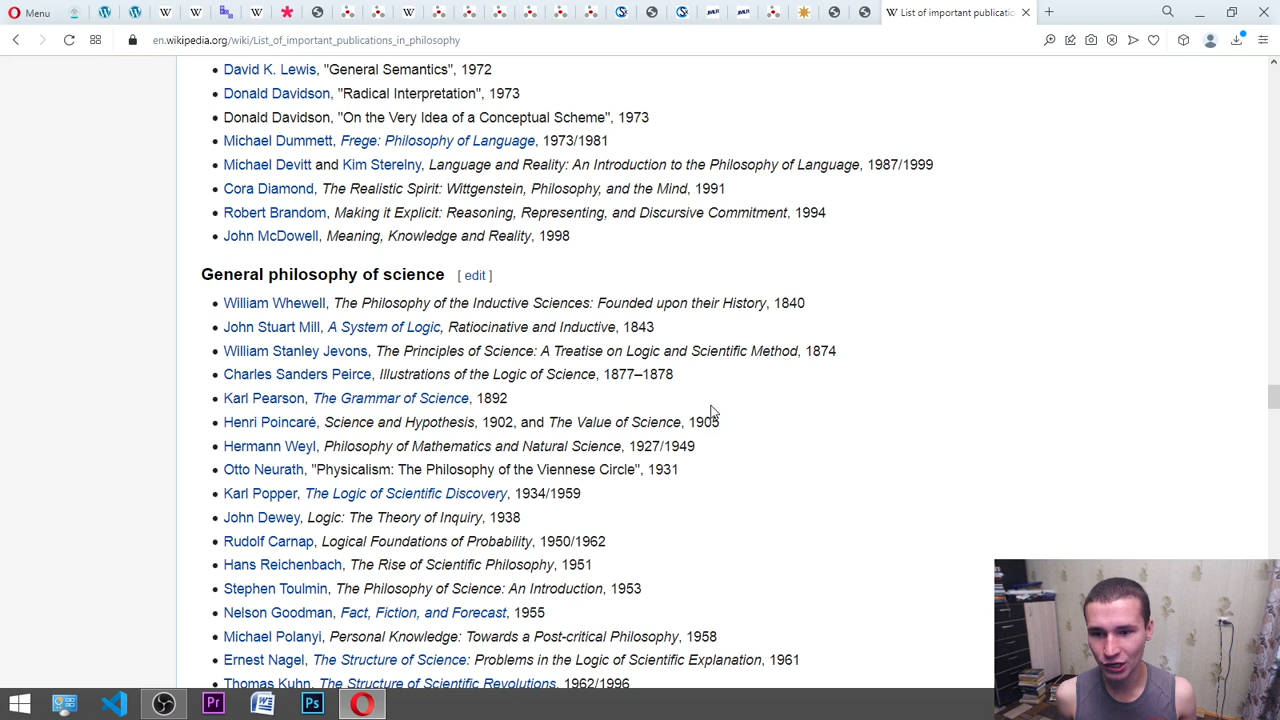 Menu
List of important publicatio
en.wikipedia.org/wiki/List_of_important_publications_in_philosophy
David K. Lewis, "General Semantics", 1972
Donald Davidson, "Radical Interpretation", 1973
Donald Davidson, "On the Very Idea of a Conceptual Scheme", 1973
Michael Dummett, Frege: Philosophy of Language, 1973/1981
Michael Devitt and Kim Sterelny, Language and Reality: An Introduction to the Philosophy of Language, 1987/1999
Cora Diamond, The Realistic Spirit: Wittgenstein, Philosophy, and the Mind, 1991
Robert Brandom, Making it Explicit: Reasoning, Representing, and Discursive Commitment, 1994
John McDowell, Meaning, Knowledge and Reality, 1998
General philosophy of science [ edit ]
William Whewell, The Philosophy of the Inductive Sciences: Founded upon their History, 1840
John Stuart Mill, A System of Logic, Ratiocinative and Inductive, 1843
William Stanley Jevons, The Principles of Science: A Treatise on Logic and Scientific Method, 1874
Charles Sanders Peirce, Illustrations of the Logic of Science, 1877–1878
Karl Pearson, The Grammar of Science, 1892
Henri Poincaré, Science and Hypothesis, 1902, and The Value of Science, 1905
Hermann Weyl, Philosophy of Mathematics and Natural Science, 1927/1949
Otto Neurath, "Physicalism: The Philosophy of the Viennese Circle", 1931
Karl Popper, The Logic of Scientific Discovery, 1934/1959
John Dewey, Logic: The Theory of Inquiry, 1938
Rudolf Carnap, Logical Foundations of Probability, 1950/1962
Hans Reichenbach, The Rise of Scientific Philosophy, 1951
Stephen Toulmin, The Philosophy of Science: An Introduction, 1953
Nelson Goodman, Fact, Fiction, and Forecast, 1955
Michael Polanyi, Personal Knowledge: Towards a Post-critical Philosophy, 1958
Ernest Nagel, The Structure of Science: Problems in the Logic of Scientific Explanation, 1961
Thomas Kuhn, The Structure of Scientific Revolutions, 1962/1996
Pr
Ps